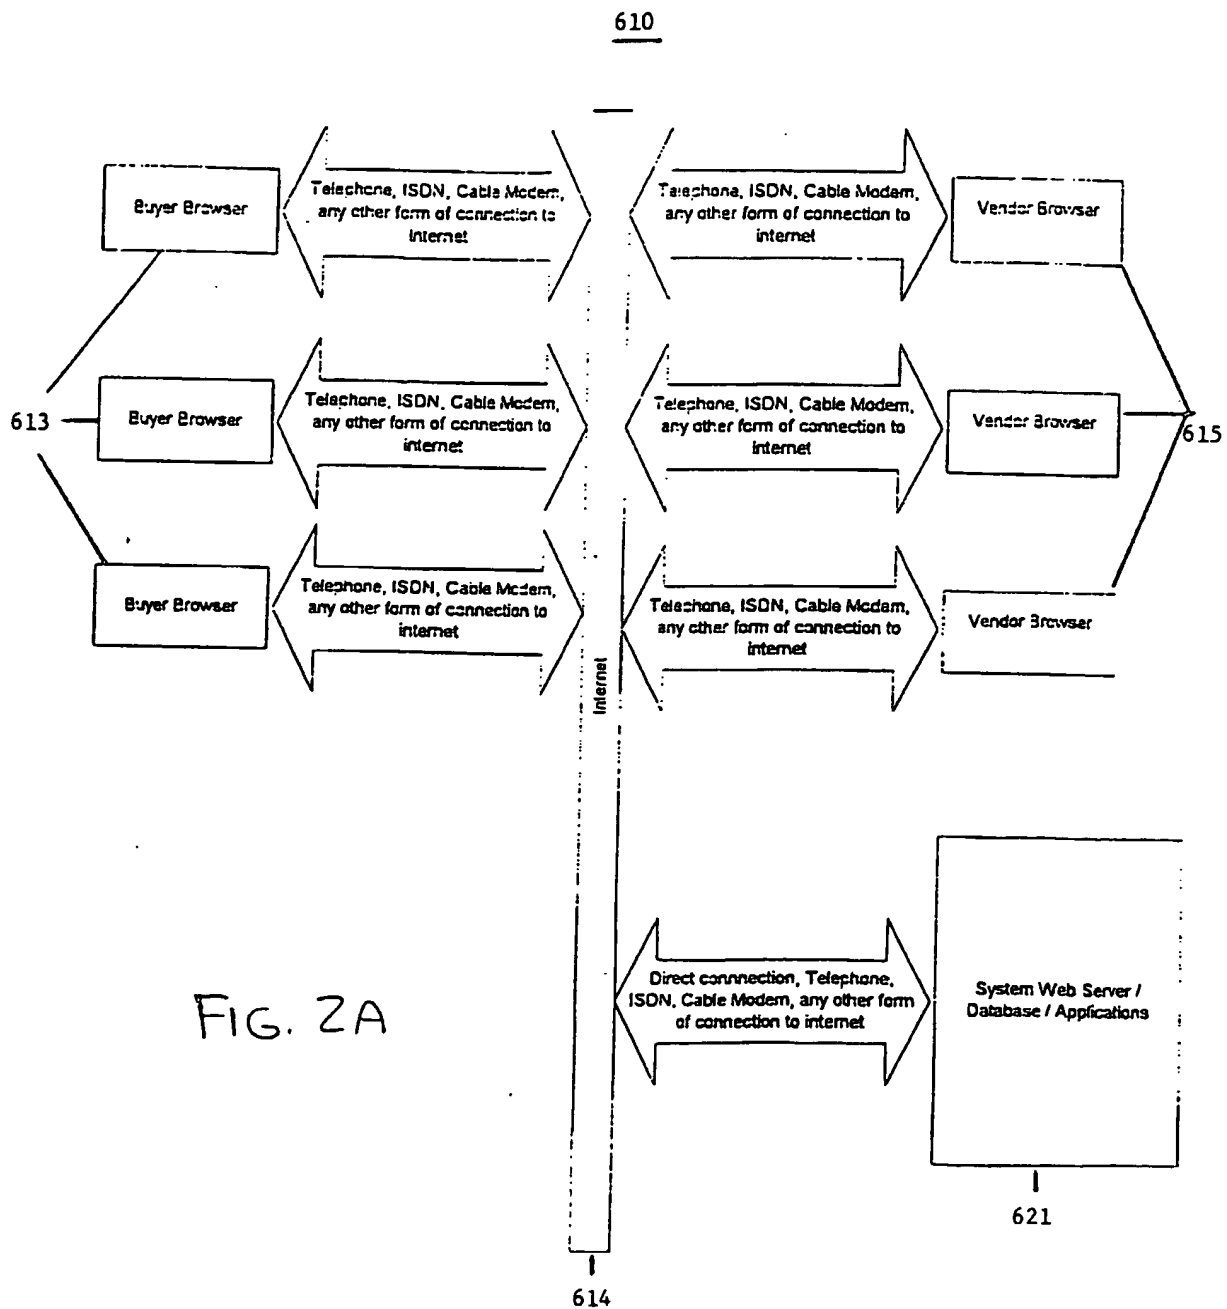 610
Buyer Browser
Telephone, ISDN, Cable Modem,
any other form of connection to
internet
Telephone, ISDN, Cable Modem,
any other form of connection to
internet
Vendor Browser
613
Buyer Browser
Telephone, ISDN, Cable Modem,
any other form of connection to
internet
Telephone, ISDN, Cable Modem,
any other form of connection to
internet
Vendor Browser
615
Buyer Browser
Telephone, ISDN, Cable Modem,
any other form of connection to
internet
Telephone, ISDN, Cable Modem,
any other form of connection to
internet
Vendor Browser
Internet
Direct connnection, Telephone,
ISDN, Cable Modem, any other form
of connection to internet
System Web Server /
Database / Applications
FIG. 2A
621
614